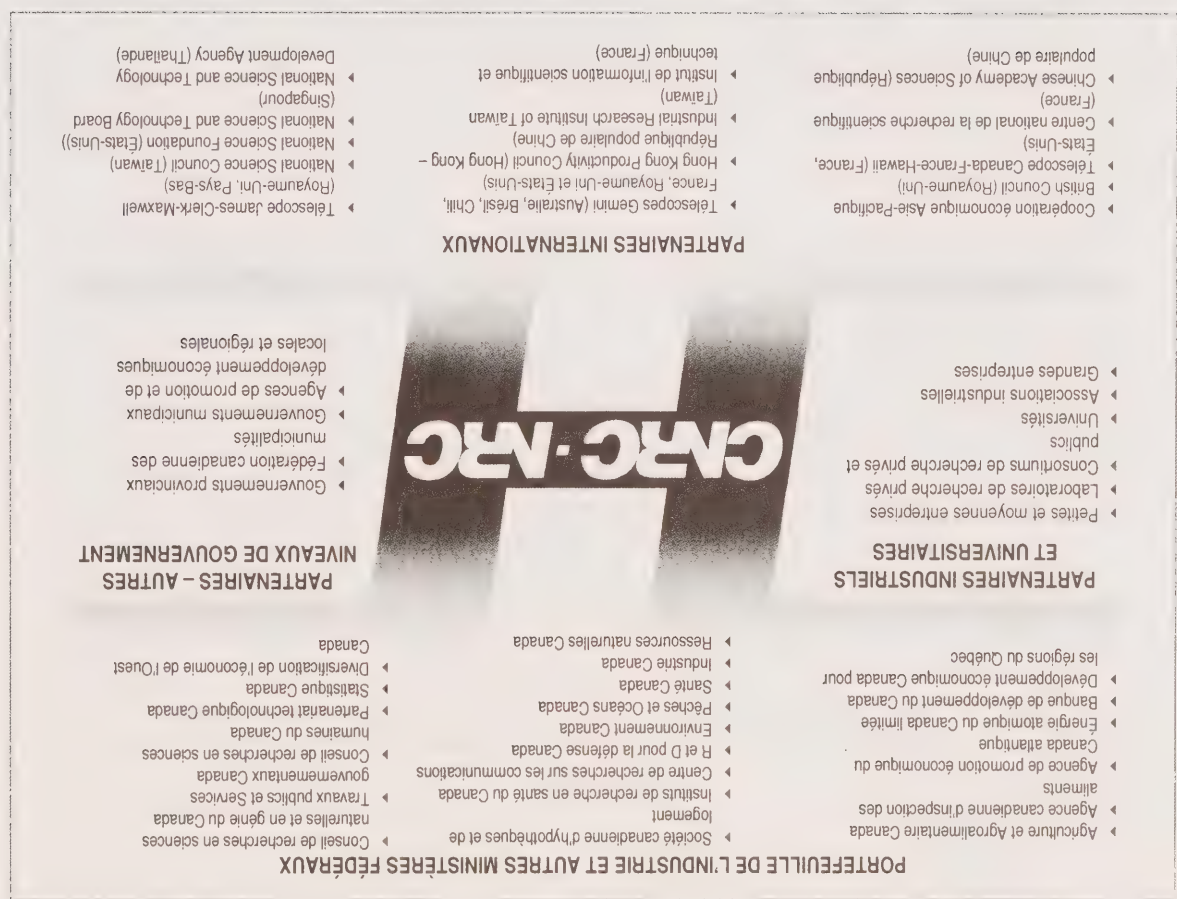 PORTEFEUILLE DE L'INDUSTRIE ET AUTRES MINISTÈRES FÉDÉRAUX
Agriculture et Agroalimentaire Canada
Agence canadienne d'inspection des
aliments
Agence de promotion économique du
Canada atlantique
Énergie atomique du Canada limitée
Banque de développement du Canada
Développement économique Canada pour
les régions du Québec
Société canadienne d'hypothèques et de
logement
Instituts de recherche en santé du Canada
Centre de recherches sur les communications
R et D pour la défense Canada
Environnement Canada
Pêches et Océans Canada
Santé Canada
Industrie Canada
Ressources naturelles Canada
Conseil de recherches en sciences
naturelles et en génie du Canada
Travaux publics et Services
gouvernementaux Canada
Conseil de recherches en sciences
humaines du Canada
Partenariat technologique Canada
Statistique Canada
Diversification de l'économie de l'Ouest
Canada
PARTENAIRES INDUSTRIELS
ET UNIVERSITAIRES
Petites et moyennes entreprises
Laboratoires de recherche privés
Consortiums de recherche privés et
publics
Universités
Associations industrielles
Grandes entreprises
CNRC·NRC
PARTENAIRES – AUTRES
NIVEAUX DE GOUVERNEMENT
Gouvernements provinciaux
Fédération canadienne des
municipalités
Gouvernements municipaux
Agences de promotion et de
développement économiques
locales et régionales
PARTENAIRES INTERNATIONAUX
Coopération économique Asie-Pacifique
British Council (Royaume-Uni)
Télescope Canada-France-Hawaii (France,
États-Unis)
Centre national de la recherche scientifique
(France)
Chinese Academy of Sciences (République
populaire de Chine)
Télescopes Gemini (Australie, Brésil, Chili,
France, Royaume-Uni et États-Unis)
Hong Kong Productivity Council (Hong Kong –
République populaire de Chine)
Industrial Research Institute of Taiwan
(Taïwan)
Institut de l'information scientifique et
technique (France)
Télescope James-Clerk-Maxwell
(Royaume-Uni, Pays-Bas)
National Science Council (Taïwan)
National Science Foundation (États-Unis))
National Science and Technology Board
(Singapour)
National Science and Technology
Development Agency (Thaïlande)